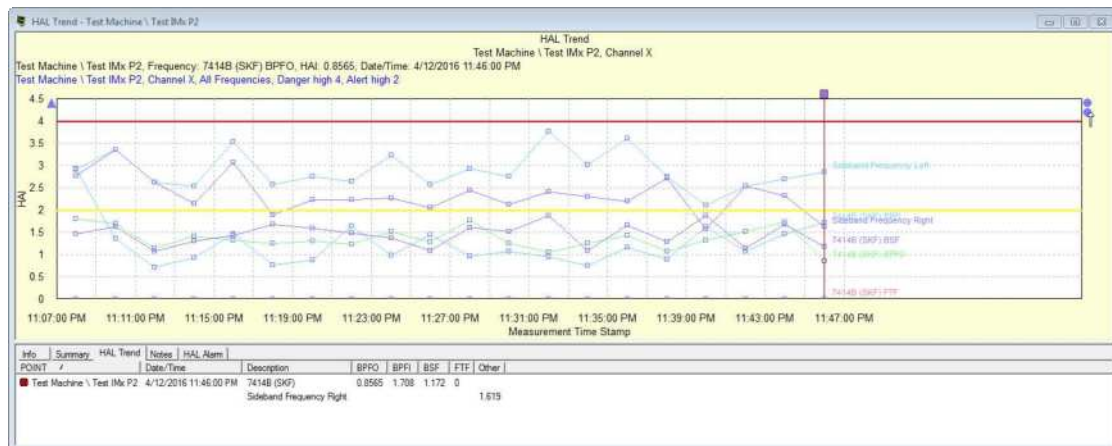 HAL Trend - Test Machine \ Test IMx P2
HAL Trend
Test Machine \ Test IMx P2, Channel X
Test Machine \ Test IMx P2, Frequency: 7414B (SKF) BPFO, HAI: 0.8565, Date/Time: 4/12/2016 11:46:00 PM
Test Machine \ Test IMx P2, Channel X, All Frequencies, Danger high 4, Alert high 2
4.5
4
3.5
3
2.5
2
1.5
1
0.5
0
HAI
Sideband Frequency Left
Sideband Frequency Right
7414B (SKF) BSF
7414B (SKF) BPFO
7414B (SKF) FTF
11:07:00 PM 11:11:00 PM 11:15:00 PM 11:19:00 PM 11:23:00 PM 11:27:00 PM 11:31:00 PM 11:35:00 PM 11:39:00 PM 11:43:00 PM 11:47:00 PM
Measurement Time Stamp
Info Summary HAL Trend Notes HAL Alarm
POINT / Date/Time Description BPFO BPFI BSF FTF Other
Test Machine \ Test IMx P2 4/12/2016 11:46:00 PM 7414B (SKF) 0.8565 1.708 1.172 0
Sideband Frequency Right 1.619